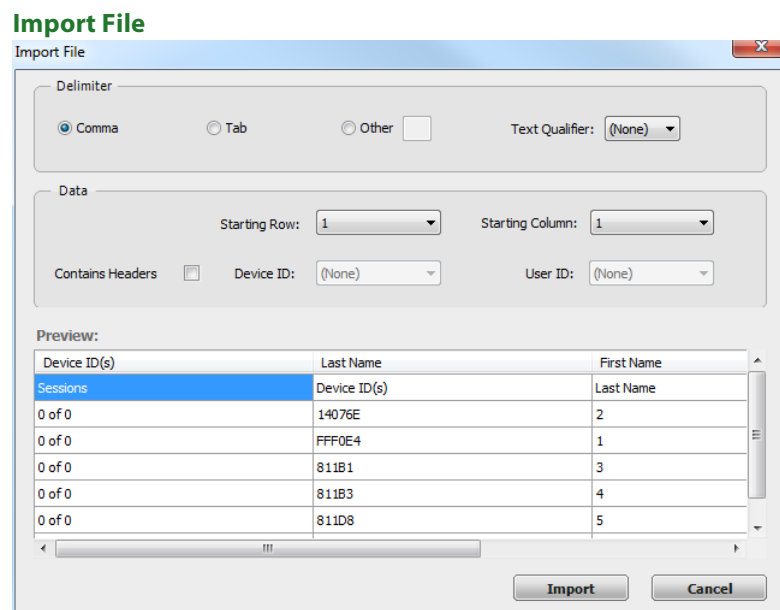 Import File
Import File
x
Delimiter
Comma Tab Other Text Qualifier: (None)
Data
Starting Row: 1 Starting Column: 1
Contains Headers Device ID: (None) User ID: (None)
Preview:
Device ID(s) Last Name First Name
Sessions Device ID(s) Last Name
0 of 0 14076E 2
0 of 0 FFF0E4 1
0 of 0 811B1 3
0 of 0 811B3 4
0 of 0 811D8 5
Import Cancel